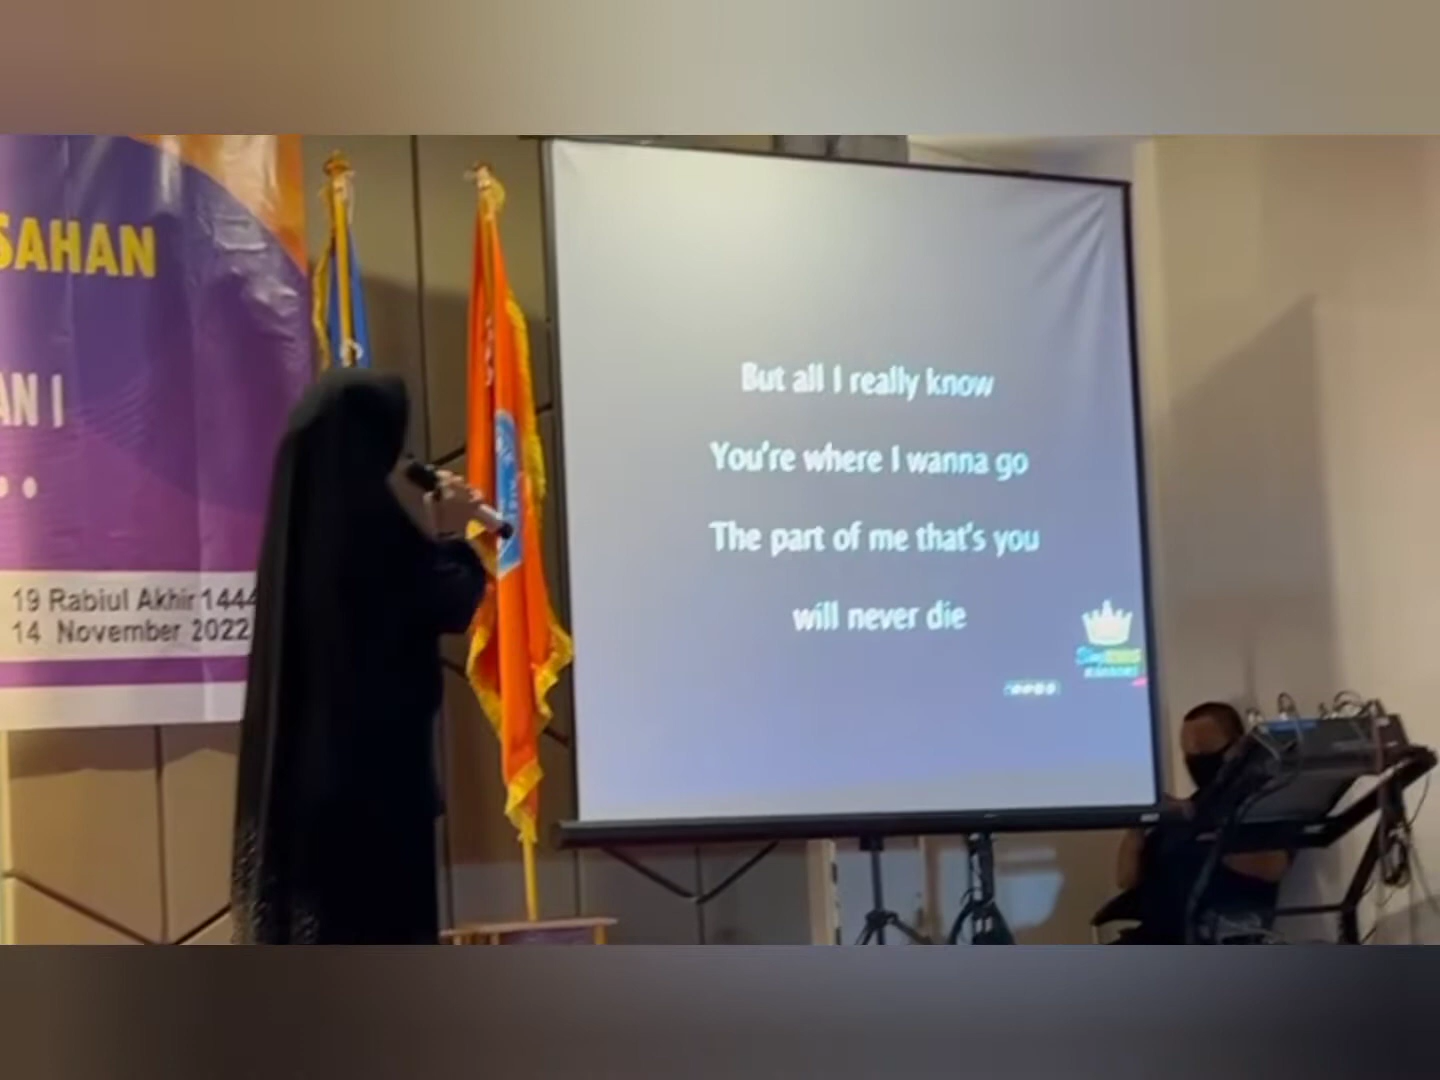 SAHAN
AN I
19 Rabiul Akhir 1444
14 November 2022
But all I really know
You're where I wanna go
The part of me that's you
will never die